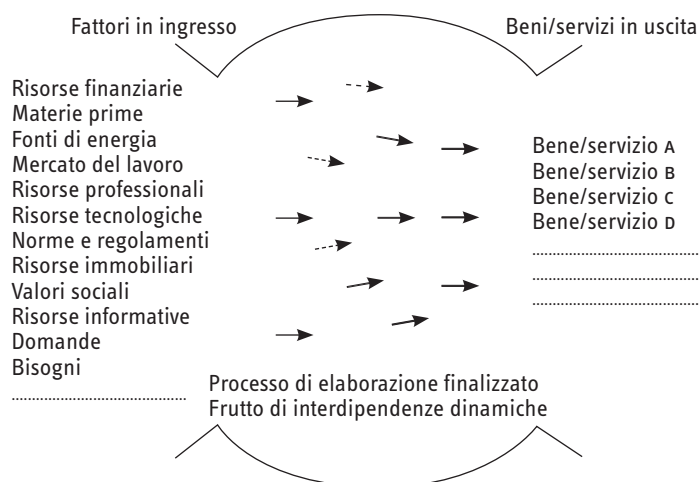 Fattori in ingresso
Beni/servizi in uscita
Risorse finanziarie
Materie prime
Fonti di energia
Mercato del lavoro
Risorse professionali
Risorse tecnologiche
Norme e regolamenti
Risorse immobiliari
Valori sociali
Risorse informative
Domande
Bisogni
................................................
Bene/servizio A
Bene/servizio B
Bene/servizio C
Bene/servizio D
................................................
................................................
................................................
Processo di elaborazione finalizzato
Frutto di interdipendenze dinamiche